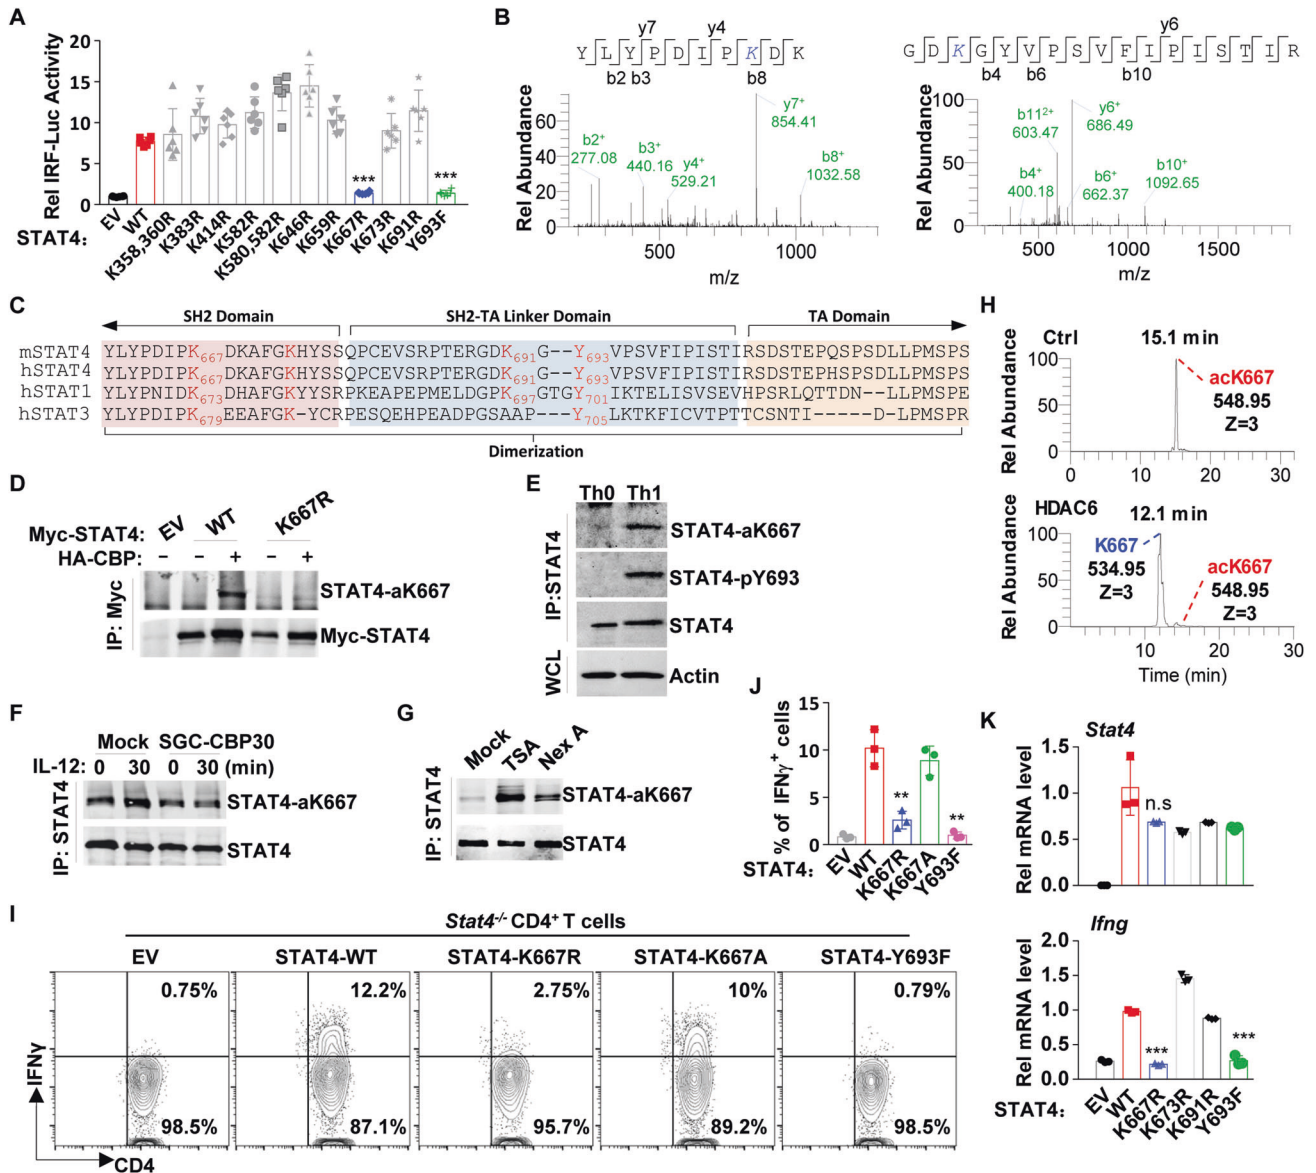 A
Rel IRF-Luc Activity
20
15
10
5
0
STAT4:
EV
WT
K358,360R
K383R
K414R
K582R
K580,582R
K646R
K659R
K667R
K673R
K691R
Y693F
***
***
B
y7 y4
Y L Y P D I P K D K
b2 b3 b8
Rel Abundance
60
40
20
0
b2+
277.08
b3+
440.16
y4+
529.21
y7+
854.41
b8+
1032.58
500 1000
m/z
y6
G D K G Y V P S V F I P I S T I R
b4 b6 b10
Rel Abundance
100
50
0
b11²⁺
603.47
y6+
686.49
b4+
400.18
b6+
662.37
b10+
1092.65
500 1000 1500
m/z
C
SH2 Domain SH2-TA Linker Domain TA Domain
mSTAT4 YLYPDIPK667DKAFGKHYSSQPCEVSRPTERGDK691G--Y693VPSVFIPISTIRSDSTEPQSPSDLLPMSPS
hSTAT4 YLYPDIPK667DKAFGKHYSSQPCEVSRPTERGDK691G--Y693VPSVFIPISTIRSDSTEPHSPSDLLPMSPS
hSTAT1 YLYPNIDK673DHAFGKYYSRPKEAPEPMELDGPK697GTGY701IKTELISVSEVHPSRLQTTDN--LLPMSPE
hSTAT3 YLYPDIPK679EEAFGK-YCRPESQEHPEADPGSAAP---Y705LKTKFICVTPTTCSNTI-----D-LPMSPR
Dimerization
D
Myc-STAT4: EV WT K667R
HA-CBP: – – + – +
IP: Myc
STAT4-aK667
Myc-STAT4
E
Th0 Th1
IP:STAT4
STAT4-aK667
STAT4-pY693
STAT4
WCL
Actin
F
Mock SGC-CBP30
IL-12: 0 30 0 30 (min)
IP: STAT4
STAT4-aK667
STAT4
G
Mock TSA Nex A
IP: STAT4
STAT4-aK667
STAT4
H
Ctrl 15.1 min
Rel Abundance
100
50
0
acK667
548.95
Z=3
0 10 20 30
HDAC6 12.1 min
Rel Abundance
100
50
0
K667
534.95
Z=3
acK667
548.95
Z=3
10 20 30
Time (min)
I
Stat4-/- CD4+ T cells
EV STAT4-WT STAT4-K667R STAT4-K667A STAT4-Y693F
0.75% 12.2% 2.75% 10% 0.79%
98.5% 87.1% 95.7% 89.2% 98.5%
IFNγ
CD4
J
% of IFNγ+ cells
15
10
5
0
**
**
STAT4:
EV
WT
K667R
K667A
Y693F
K
Stat4
Rel mRNA level
1.5
1.0
0.5
0.0
n.s
Ifng
Rel mRNA level
2.0
1.5
1.0
0.5
0.0
***
***
STAT4:
EV
WT
K667R
K673R
K691R
Y693F